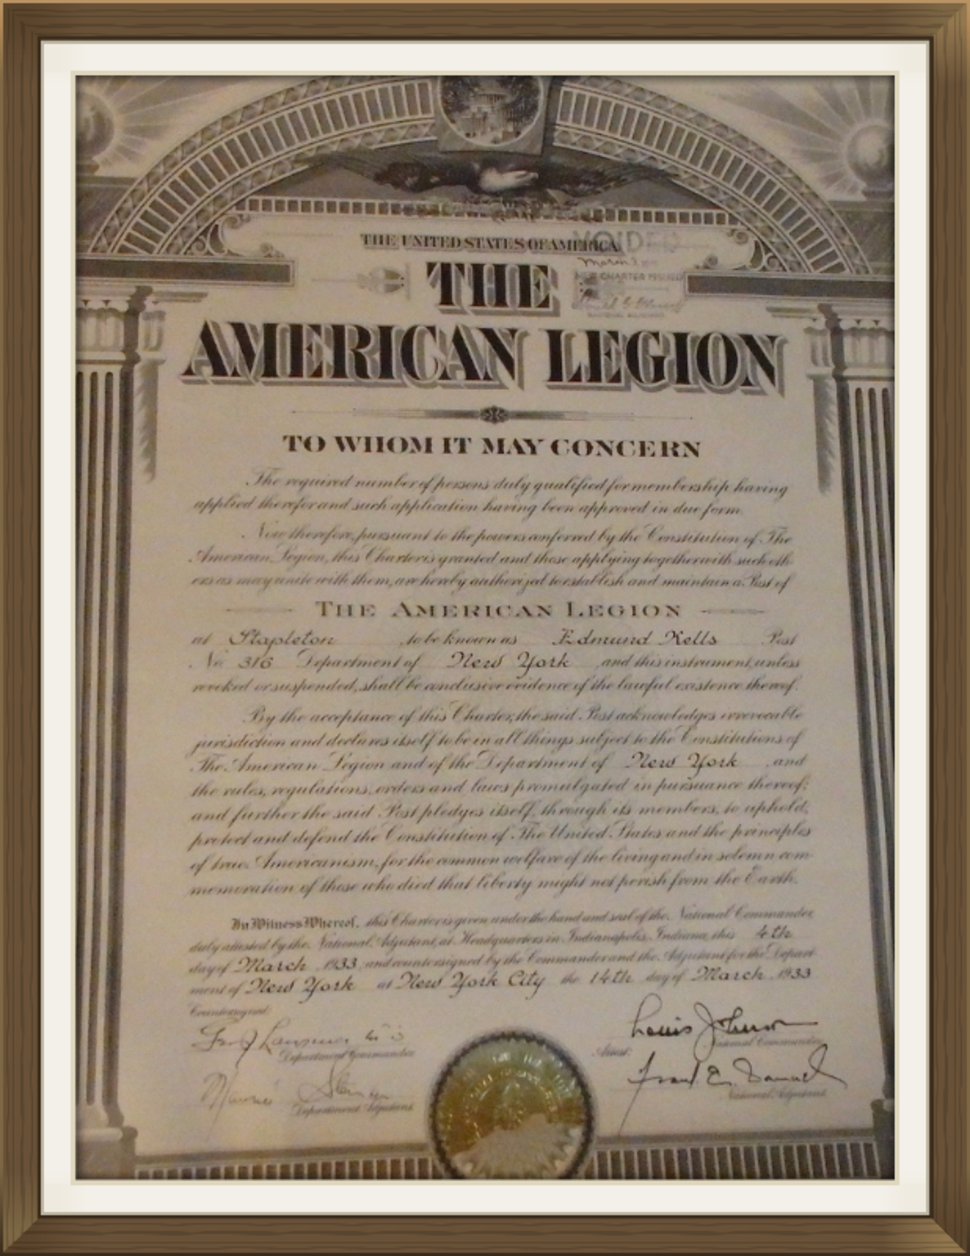 THE UNITED STATES OF AMERICA
VOIDED
March
NEW CHARTER ISSUED
THE
AMERICAN LEGION
TO WHOM IT MAY CONCERN
The required number of persons duly qualified for membership having
applied therefor and such application having been approved in due form.
Now therefore, pursuant to the powers conferred by the Constitution of The
American Legion, this Charter is granted and those applying together with such oth-
ers as may unite with them, are hereby authorized to establish and maintain a Post of
THE AMERICAN LEGION
at Stapleton , to be known as Edmund Kells Post
No. 316 Department of New York , and this instrument, unless
revoked or suspended, shall be conclusive evidence of the lawful existence thereof.
By the acceptance of this Charter, the said Post acknowledges irrevocable
jurisdiction and declares itself to be in all things subject to the Constitutions of
The American Legion and of the Department of New York , and
the rules, regulations, orders and laws promulgated in pursuance thereof;
and further the said Post pledges itself, through its members, to uphold,
protect and defend the Constitution of The United States and the principles
of true Americanism, for the common welfare of the living and in solemn com-
memoration of those who died that liberty might not perish from the Earth.
In Witness Whereof, this Charter is given under the hand and seal of the National Commander,
duly attested by the National Adjutant, at Headquarters in Indianapolis, Indiana, this 4th
day of March 1933, and countersigned by the Commander and the Adjutant for the Depart-
ment of New York at New York City the 14th day of March 1933
Countersigned:
Louis Johnson
Department Commander
Attest: National Commander
Frank E. Samuel
Department Adjutant
National Adjutant